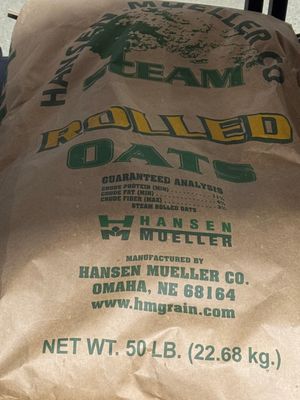 HANSEN MUELLER CO
STEAM
ROLLED
OATS
GUARANTEED ANALYSIS
CRUDE PROTEIN (MIN)
CRUDE FAT (MIN)
CRUDE FIBER (MAX)
STEAM ROLLED OATS
HANSEN
MUELLER
MANUFACTURED BY
HANSEN MUELLER CO.
OMAHA, NE 68164
www.hmgrain.com
NET WT. 50 LB. (22.68 kg.)